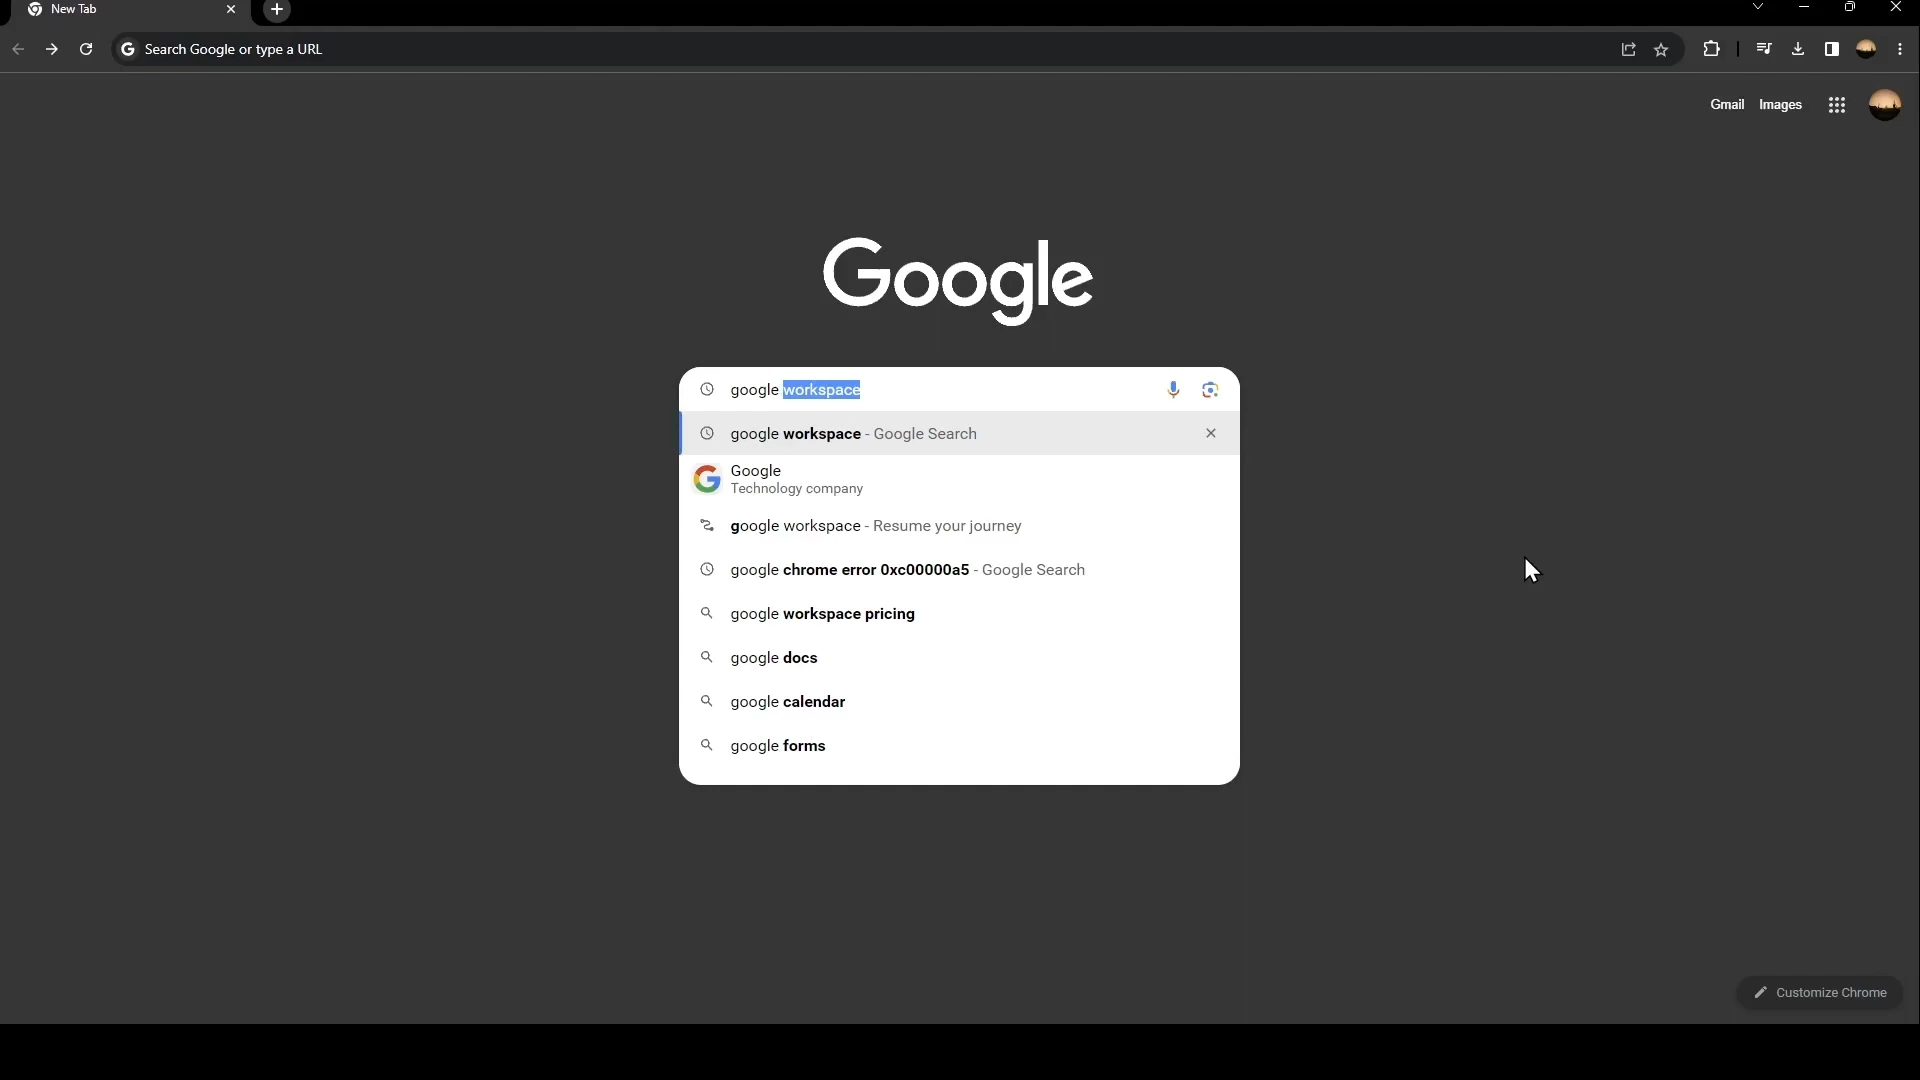 New Tab
Search Google or type a URL
Gmail Images
Google
google workspace
google workspace - Google Search
Google
Technology company
google workspace - Resume your journey
google chrome error 0xc00000a5 - Google Search
google workspace pricing
google docs
google calendar
google forms
Customize Chrome